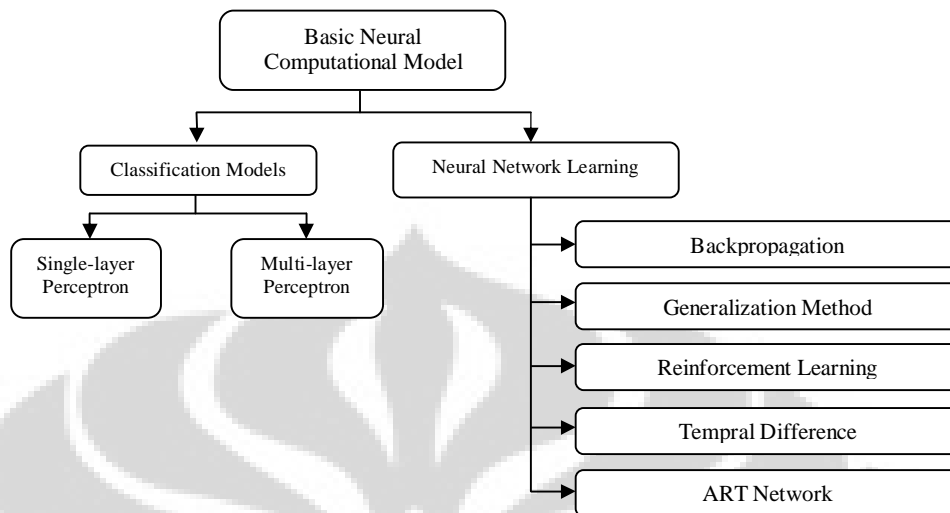 Basic Neural
Computational Model
Classification Models
Neural Network Learning
Single-layer
Perceptron
Multi-layer
Perceptron
Backpropagation
Generalization Method
Reinforcement Learning
Tempral Difference
ART Network